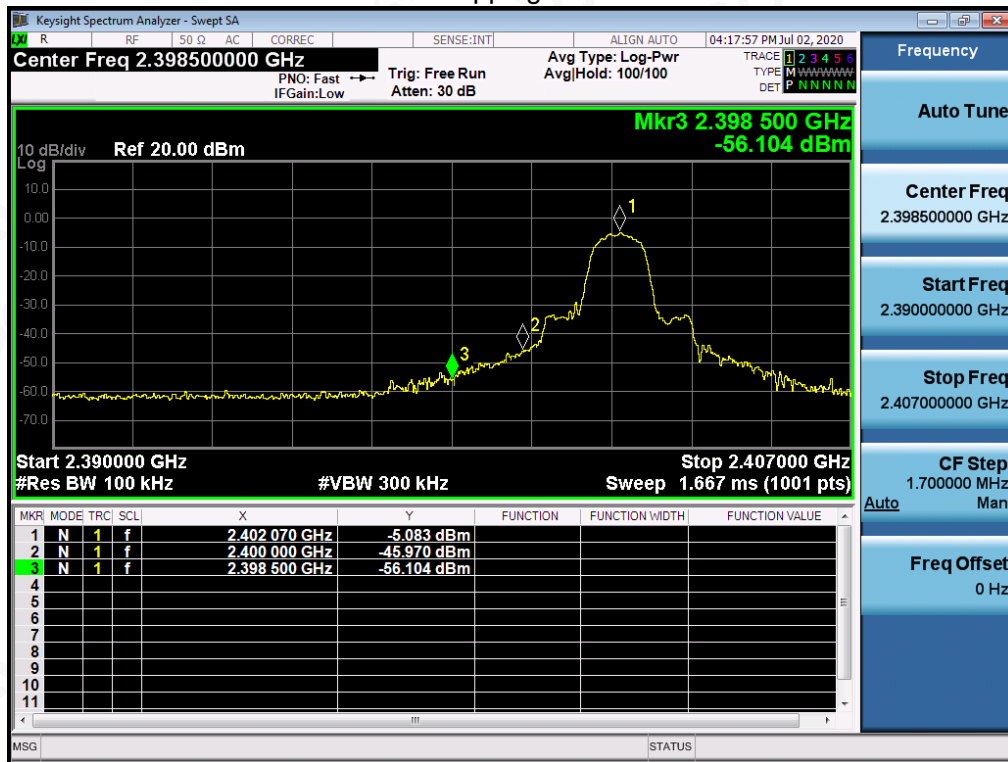 Keysight Spectrum Analyzer - Swept SA
LXI R RF 50 Ω AC CORREC SENSE:INT ALIGN AUTO 04:17:57 PM Jul 02, 2020
Center Freq 2.398500000 GHz
PNO: Fast
IFGain:Low
Trig: Free Run
Atten: 30 dB
Avg Type: Log-Pwr
Avg|Hold: 100/100
TRACE 1 2 3 4 5 6
TYPE M W W W W W
DET P N N N N N
Mkr3 2.398 500 GHz
-56.104 dBm
10 dB/div Ref 20.00 dBm
Log
10.0
0.00
-10.0
-20.0
-30.0
-40.0
-50.0
-60.0
-70.0
1
2
3
Start 2.390000 GHz Stop 2.407000 GHz
#Res BW 100 kHz #VBW 300 kHz Sweep 1.667 ms (1001 pts)
MKR MODE TRC SCL X Y FUNCTION FUNCTION WIDTH FUNCTION VALUE
1 N 1 f 2.402 070 GHz -5.083 dBm
2 N 1 f 2.400 000 GHz -45.970 dBm
3 N 1 f 2.398 500 GHz -56.104 dBm
4
5
6
7
8
9
10
11
MSG STATUS
Frequency
Auto Tune
Center Freq
2.398500000 GHz
Start Freq
2.390000000 GHz
Stop Freq
2.407000000 GHz
CF Step
1.700000 MHz
Auto Man
Freq Offset
0 Hz